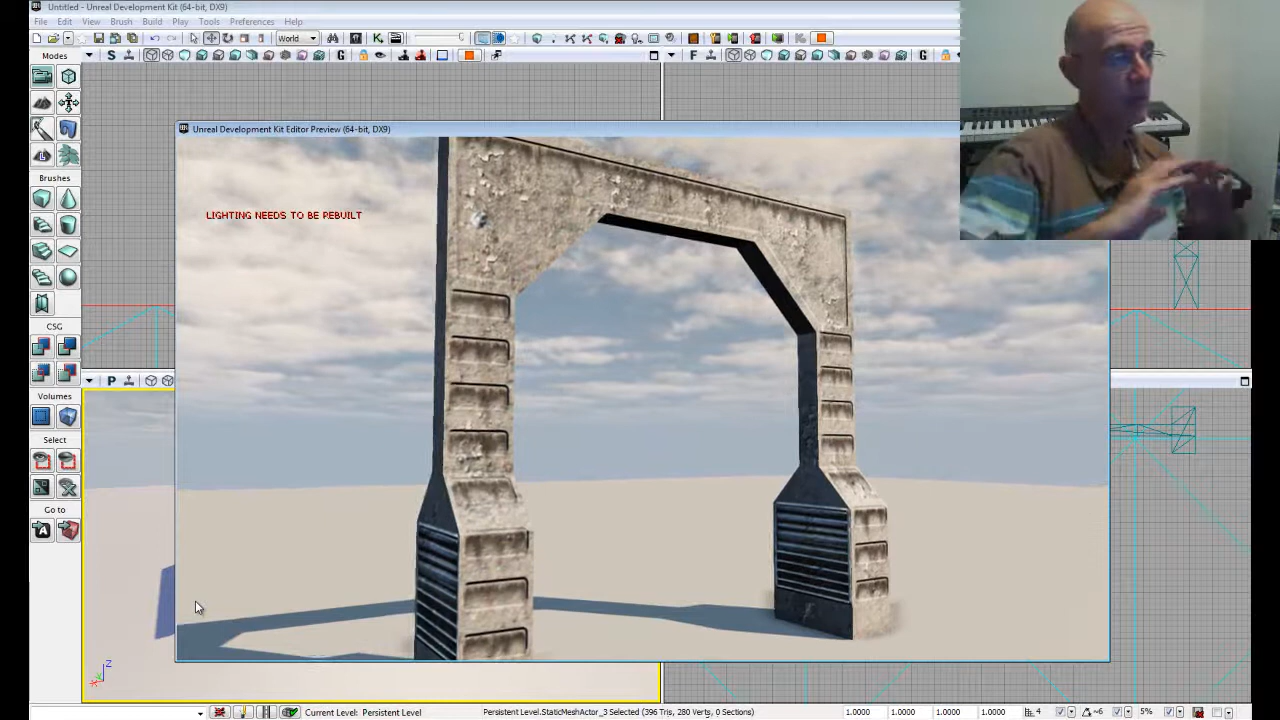 Untitled - Unreal Development Kit (64-bit, DX9)
File Edit View Brush Build Play Tools Preferences Help
World
Modes
S
G
F
G
Unreal Development Kit Editor Preview (64-bit, DX9)
LIGHTING NEEDS TO BE REBUILT
Brushes
CSG
P
Volumes
Select
Go to
Z
Current Level: Persistent Level
Persistent Level.StaticMeshActor_3 Selected (396 Tris, 280 Verts, 0 Sections)
1.0000 1.0000 1.0000 1.0000
4
~6
5%